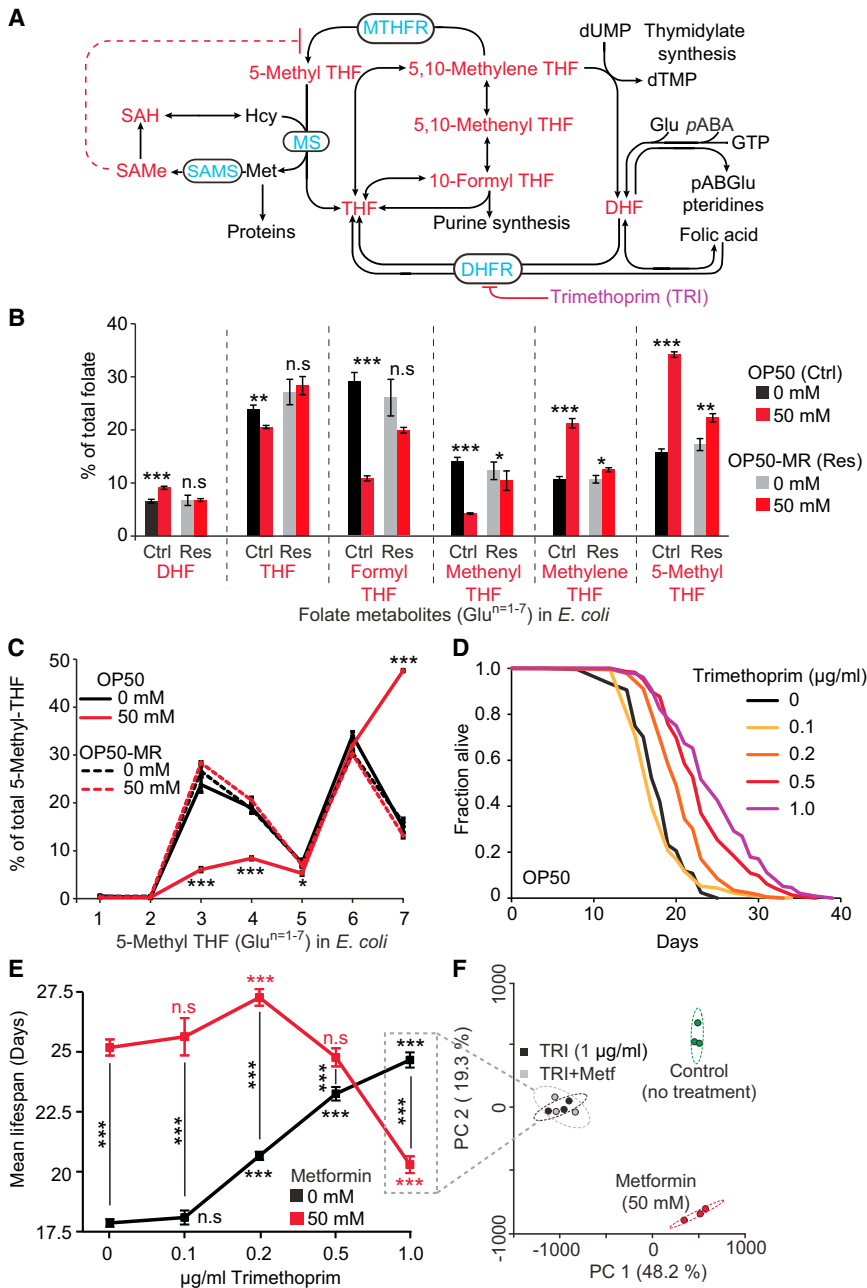 A
MTHFR
dUMP
Thymidylate
synthesis
dTMP
5-Methyl THF
5,10-Methylene THF
SAH
Hcy
5,10-Methenyl THF
Glu
pABA
GTP
MS
SAMe
SAMS
Met
10-Formyl THF
THF
DHF
pABGlu
pteridines
Proteins
Purine synthesis
Folic acid
DHFR
Trimethoprim (TRI)
B
% of total folate
40
30
20
10
0
***
n.s
**
n.s
***
n.s
***
*
***
*
***
**
OP50 (Ctrl)
0 mM
50 mM
OP50-MR (Res)
0 mM
50 mM
Ctrl Res Ctrl Res Ctrl Res Ctrl Res Ctrl Res Ctrl Res
DHF
THF
Formyl
THF
Methenyl
THF
Methylene
THF
5-Methyl
THF
Folate metabolites (Glu^n=1-7) in E. coli
C
% of total 5-Methyl-THF
50
40
30
20
10
0
OP50
0 mM
50 mM
OP50-MR
0 mM
50 mM
***
***
***
*
1 2 3 4 5 6 7
5-Methyl THF (Glu^n=1-7) in E. coli
D
Fraction alive
1.0
0.8
0.6
0.4
0.2
0
Trimethoprim (µg/ml)
0
0.1
0.2
0.5
1.0
OP50
0 10 20 30 40
Days
E
Mean lifespan (Days)
27.5
25
22.5
20
17.5
n.s
***
n.s
***
***
***
***
***
***
n.s
***
***
***
Metformin
0 mM
50 mM
0 0.1 0.2 0.5 1.0
µg/ml Trimethoprim
F
PC 2 (19.3 %)
1000
0
-1000
TRI (1 µg/ml)
TRI+Metf
Control
(no treatment)
Metformin
(50 mM)
-1000 0 1000
PC 1 (48.2 %)